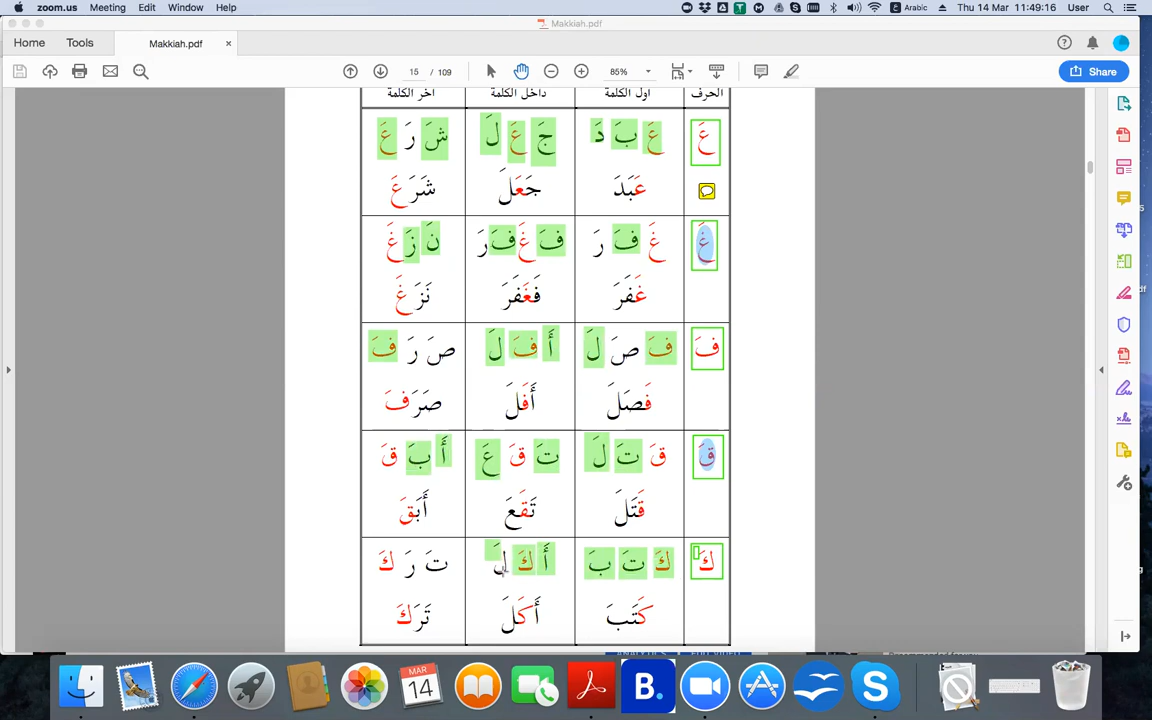 zoom.us Meeting Edit Window Help Arabic Thu 14 Mar 11:49:16 User
Makkiah.pdf
Home Tools Makkiah.pdf ×
15 / 109 85% Share
الحرف اول الكلمة داخل الكلمة آخر الكلمة
عَ عَ بَ دَ جَ عَ لَ شَ رَ عَ
عَبَدَ جَعَلَ شَرَعَ
غَ غَ فَ رَ فَ غَ فَ رَ نَ زَ غَ
غَفَرَ فَغَفَرَ نَزَغَ
فَ فَ صَ لَ أَ فَ لَ صَ رَ فَ
فَصَلَ أَفَلَ صَرَفَ
قَ قَ تَ لَ تَ قَ عَ أَ بَ قَ
قَتَلَ تَقَعَ أَبَقَ
كَ كَ تَ بَ أَ كَ لَ تَ رَ كَ
كَتَبَ أَكَلَ تَرَكَ
MAR
14
B.